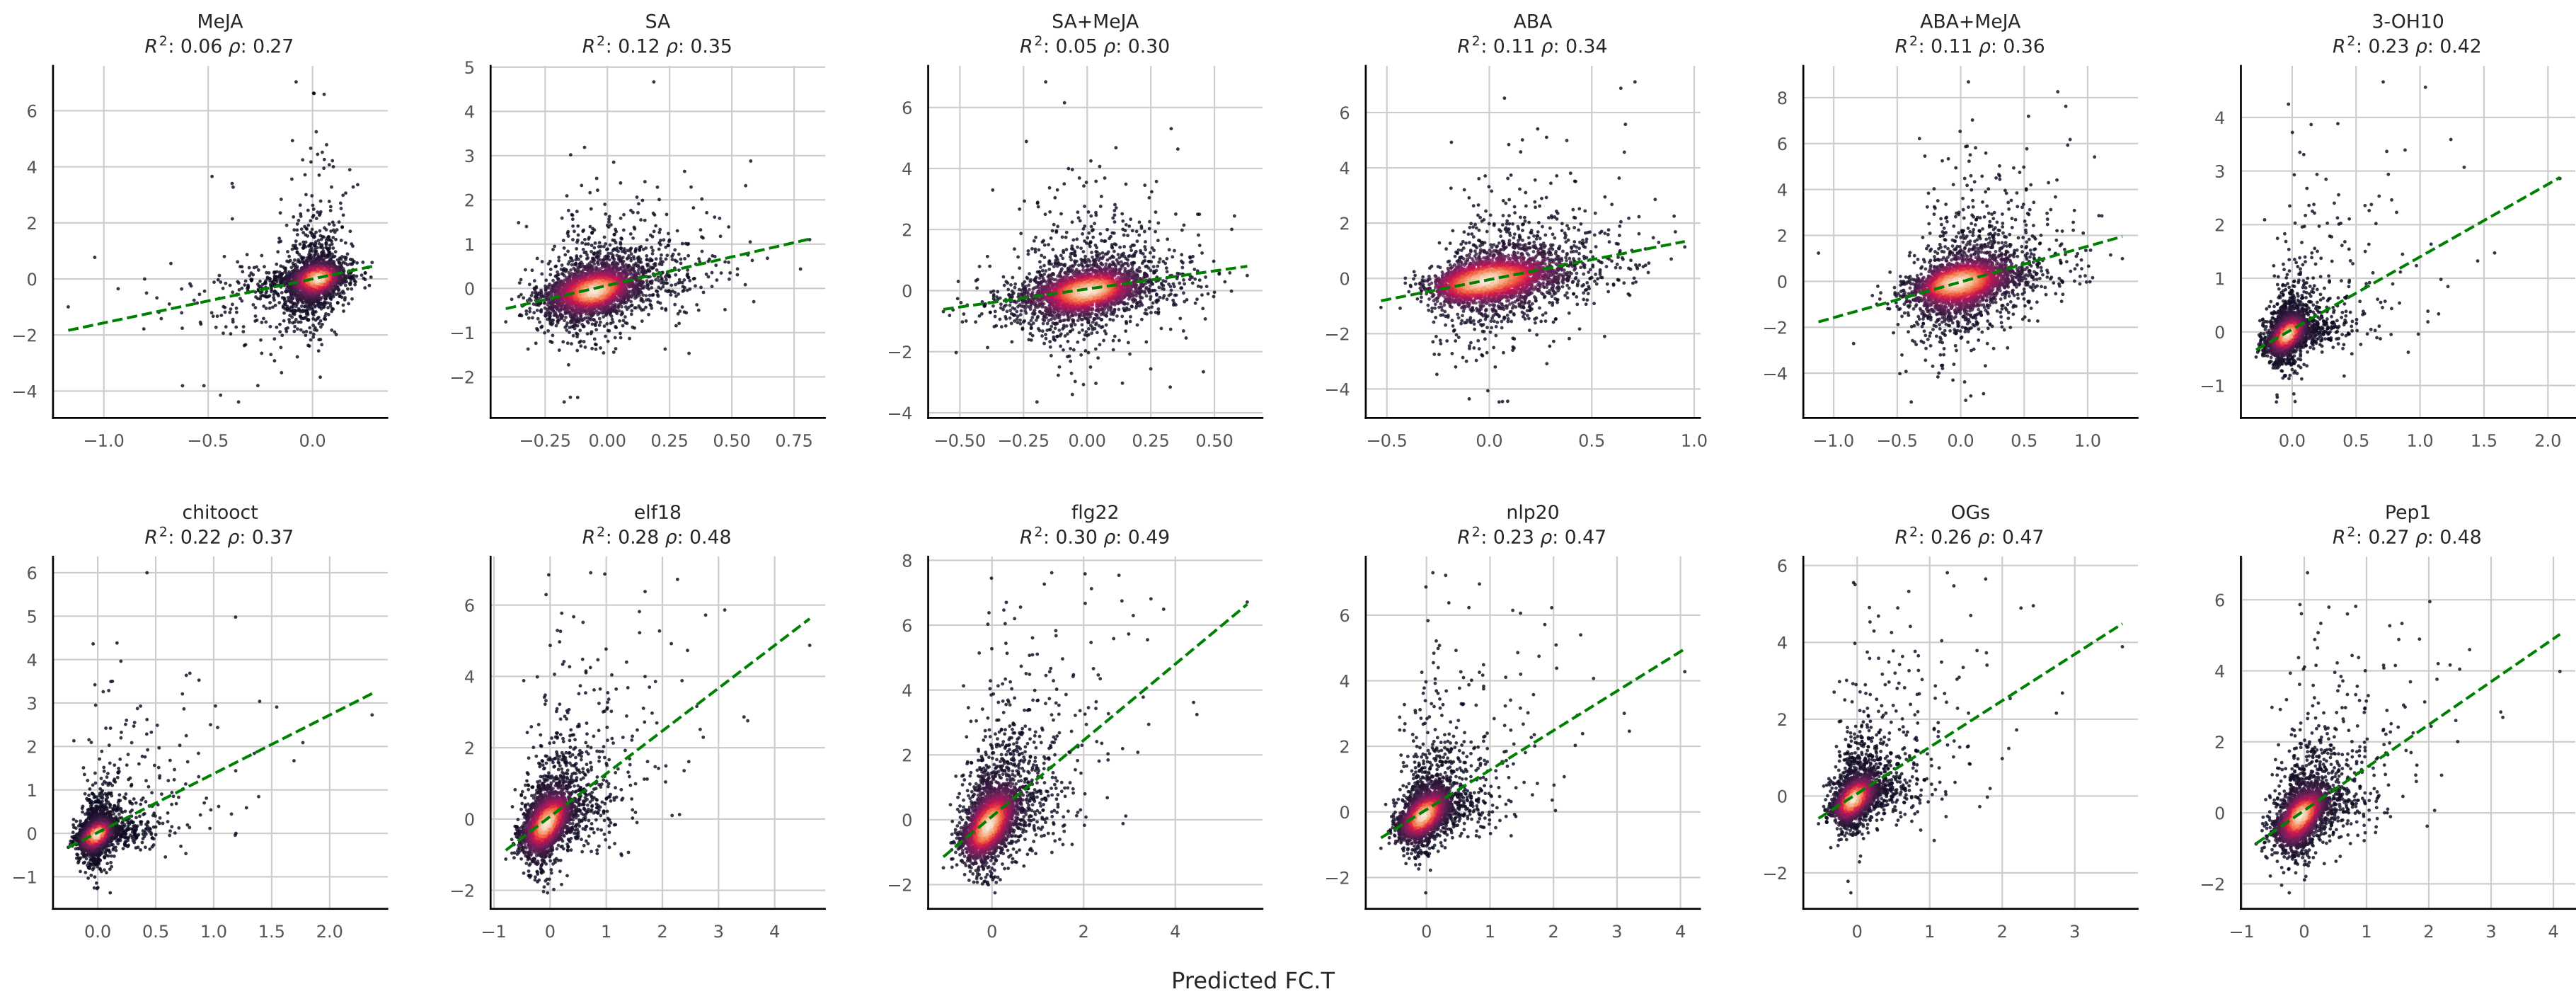 MeJA
R²: 0.06 ρ: 0.27
6
4
2
0
−2
−4
−1.0 −0.5 0.0
SA
R²: 0.12 ρ: 0.35
5
4
3
2
1
0
−1
−2
−0.25 0.00 0.25 0.50 0.75
SA+MeJA
R²: 0.05 ρ: 0.30
6
4
2
0
−2
−4
−0.50 −0.25 0.00 0.25 0.50
ABA
R²: 0.11 ρ: 0.34
6
4
2
0
−2
−4
−0.5 0.0 0.5 1.0
ABA+MeJA
R²: 0.11 ρ: 0.36
8
6
4
2
0
−2
−4
−1.0 −0.5 0.0 0.5 1.0
3-OH10
R²: 0.23 ρ: 0.42
4
3
2
1
0
−1
0.0 0.5 1.0 1.5 2.0
chitooct
R²: 0.22 ρ: 0.37
6
5
4
3
2
1
0
−1
0.0 0.5 1.0 1.5 2.0
elf18
R²: 0.28 ρ: 0.48
6
4
2
0
−2
−1 0 1 2 3 4
flg22
R²: 0.30 ρ: 0.49
8
6
4
2
0
−2
0 2 4
nlp20
R²: 0.23 ρ: 0.47
6
4
2
0
−2
0 1 2 3 4
OGs
R²: 0.26 ρ: 0.47
6
4
2
0
−2
0 1 2 3
Pep1
R²: 0.27 ρ: 0.48
6
4
2
0
−2
−1 0 1 2 3 4
Predicted FC.T